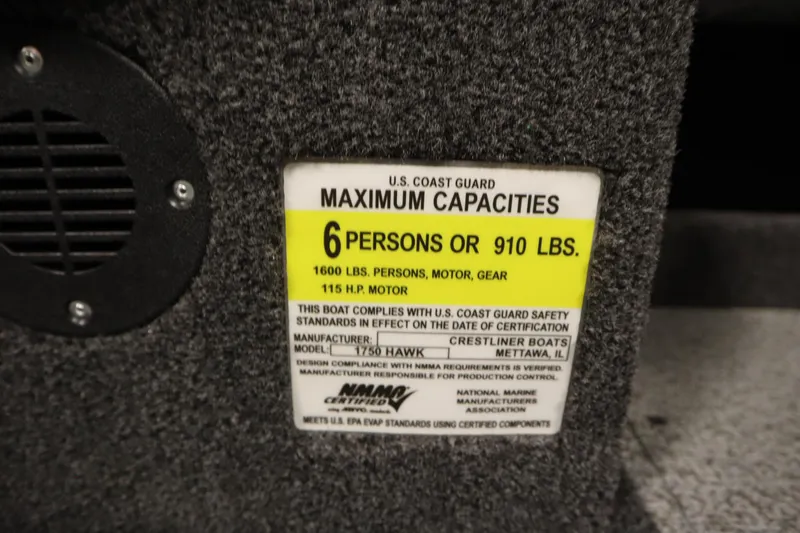 U.S. COAST GUARD
MAXIMUM CAPACITIES
6 PERSONS OR 910 LBS.
1600 LBS. PERSONS, MOTOR, GEAR
115 H.P. MOTOR
THIS BOAT COMPLIES WITH U.S. COAST GUARD SAFETY
STANDARDS IN EFFECT ON THE DATE OF CERTIFICATION
MANUFACTURER: CRESTLINER BOATS
MODEL: 1750 HAWK METTAWA, IL
DESIGN COMPLIANCE WITH NMMA REQUIREMENTS IS VERIFIED.
MANUFACTURER RESPONSIBLE FOR PRODUCTION CONTROL.
NMMA
CERTIFIED
using ABYC standards
NATIONAL MARINE
MANUFACTURERS
ASSOCIATION
MEETS U.S. EPA EVAP STANDARDS USING CERTIFIED COMPONENTS